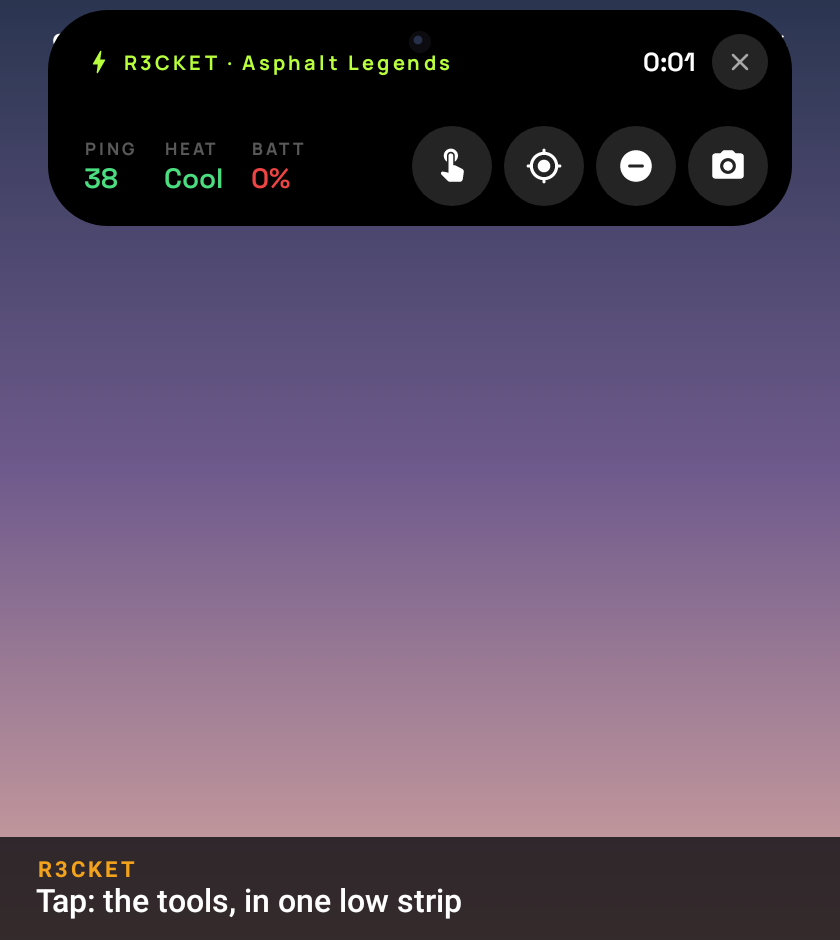 R3CKET · Asphalt Legends
0:01
PING HEAT BATT
38 Cool 0%
R3CKET
Tap: the tools, in one low strip